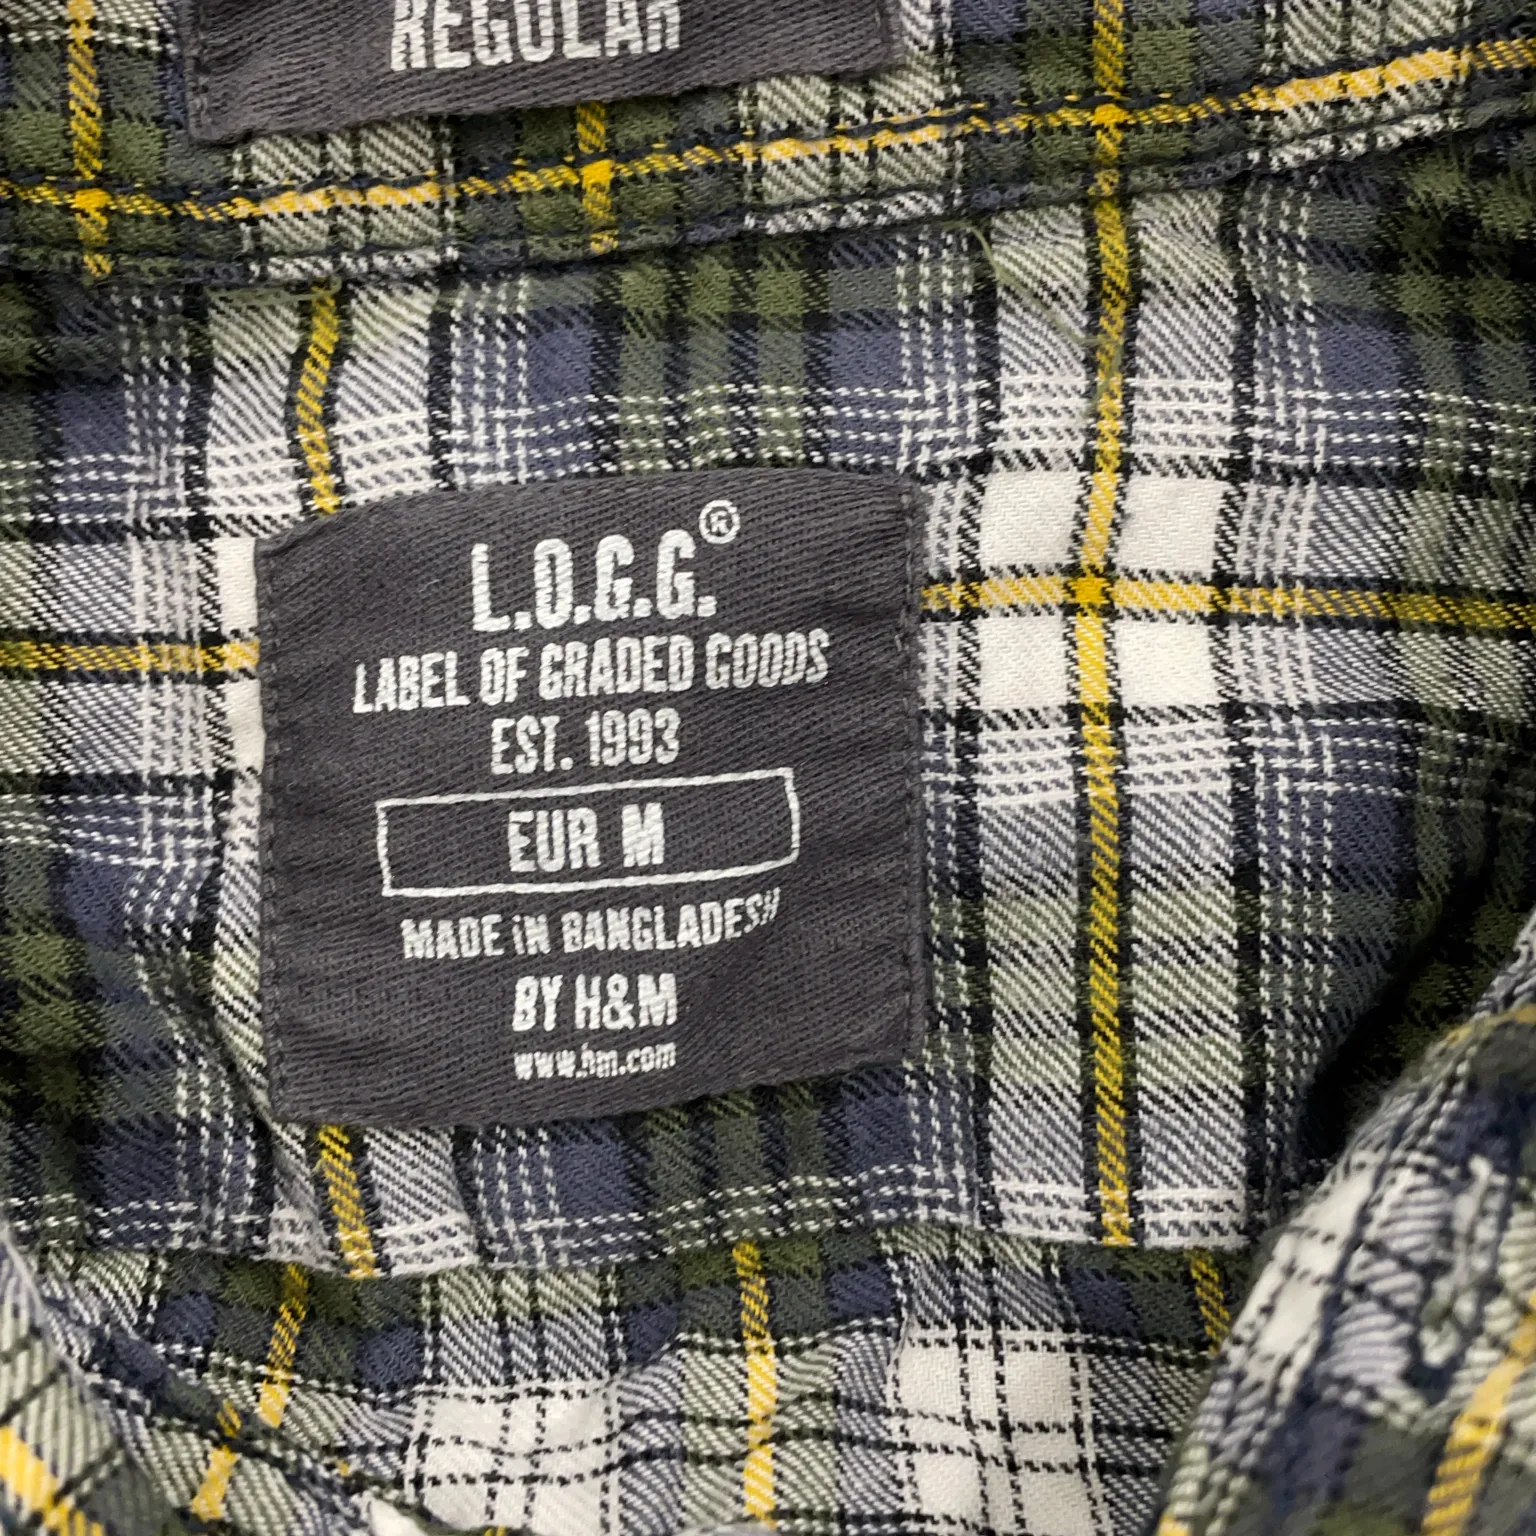 REGULAR
L.O.G.G.®
LABEL OF GRADED GOODS
EST. 1993
EUR M
MADE iN BANGLADESH
BY H&M
www.hm.com